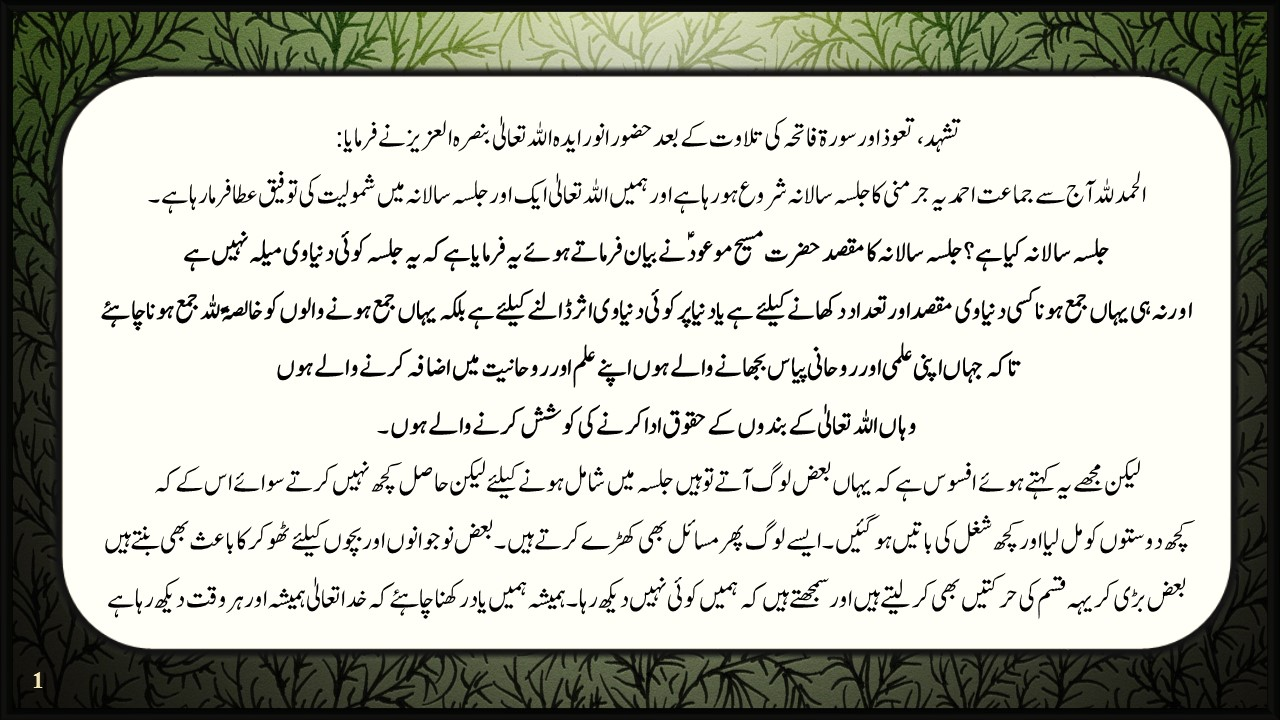 تشہد، تعوذ اور سورۃ فاتحہ کی تلاوت کے بعد حضور انور ایدہ اللہ تعالیٰ بنصرہ العزیز نے فرمایا:
الحمد للہ آج سے جماعت احمدیہ جرمنی کا جلسہ سالانہ شروع ہو رہا ہے اور ہمیں اللہ تعالیٰ ایک اور جلسہ سالانہ میں شمولیت کی توفیق عطا فرما رہا ہے۔
جلسہ سالانہ کیا ہے؟ جلسہ سالانہ کا مقصد حضرت مسیح موعودؑ نے بیان فرماتے ہوئے یہ فرمایا ہے کہ یہ جلسہ کوئی دنیاوی میلہ نہیں ہے
اور نہ ہی یہاں جمع ہونا کسی دنیاوی مقصد اور تعداد دکھانے کیلئے ہے یا دنیا پر کوئی دنیاوی اثر ڈالنے کیلئے ہے بلکہ یہاں جمع ہونے والوں کو خالصۃً للہ جمع ہونا چاہئے
تاکہ جہاں اپنی علمی اور روحانی پیاس بجھانے والے ہوں اپنے علم اور روحانیت میں اضافہ کرنے والے ہوں
وہاں اللہ تعالیٰ کے بندوں کے حقوق ادا کرنے کی کوشش کرنے والے ہوں۔
لیکن مجھے یہ کہتے ہوئے افسوس ہے کہ یہاں بعض لوگ آتے تو ہیں جلسہ میں شامل ہونے کیلئے لیکن حاصل کچھ نہیں کرتے سوائے اس کے کہ
کچھ دوستوں کو مل لیا اور کچھ شغل کی باتیں ہو گئیں۔ ایسے لوگ پھر مسائل بھی کھڑے کرتے ہیں۔ بعض نوجوانوں اور بچوں کیلئے ٹھوکر کا باعث بھی بنتے ہیں
بعض بڑی کریہہ قسم کی حرکتیں بھی کر لیتے ہیں اور سمجھتے ہیں کہ ہمیں کوئی نہیں دیکھ رہا۔ ہمیشہ ہمیں یاد رکھنا چاہئے کہ خدا تعالیٰ ہمیشہ اور ہر وقت دیکھ رہا ہے
1